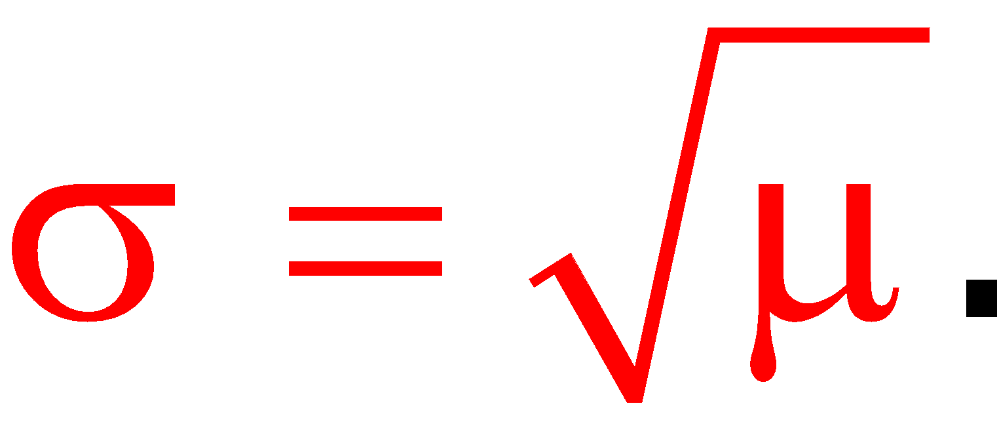 σ = √μ.